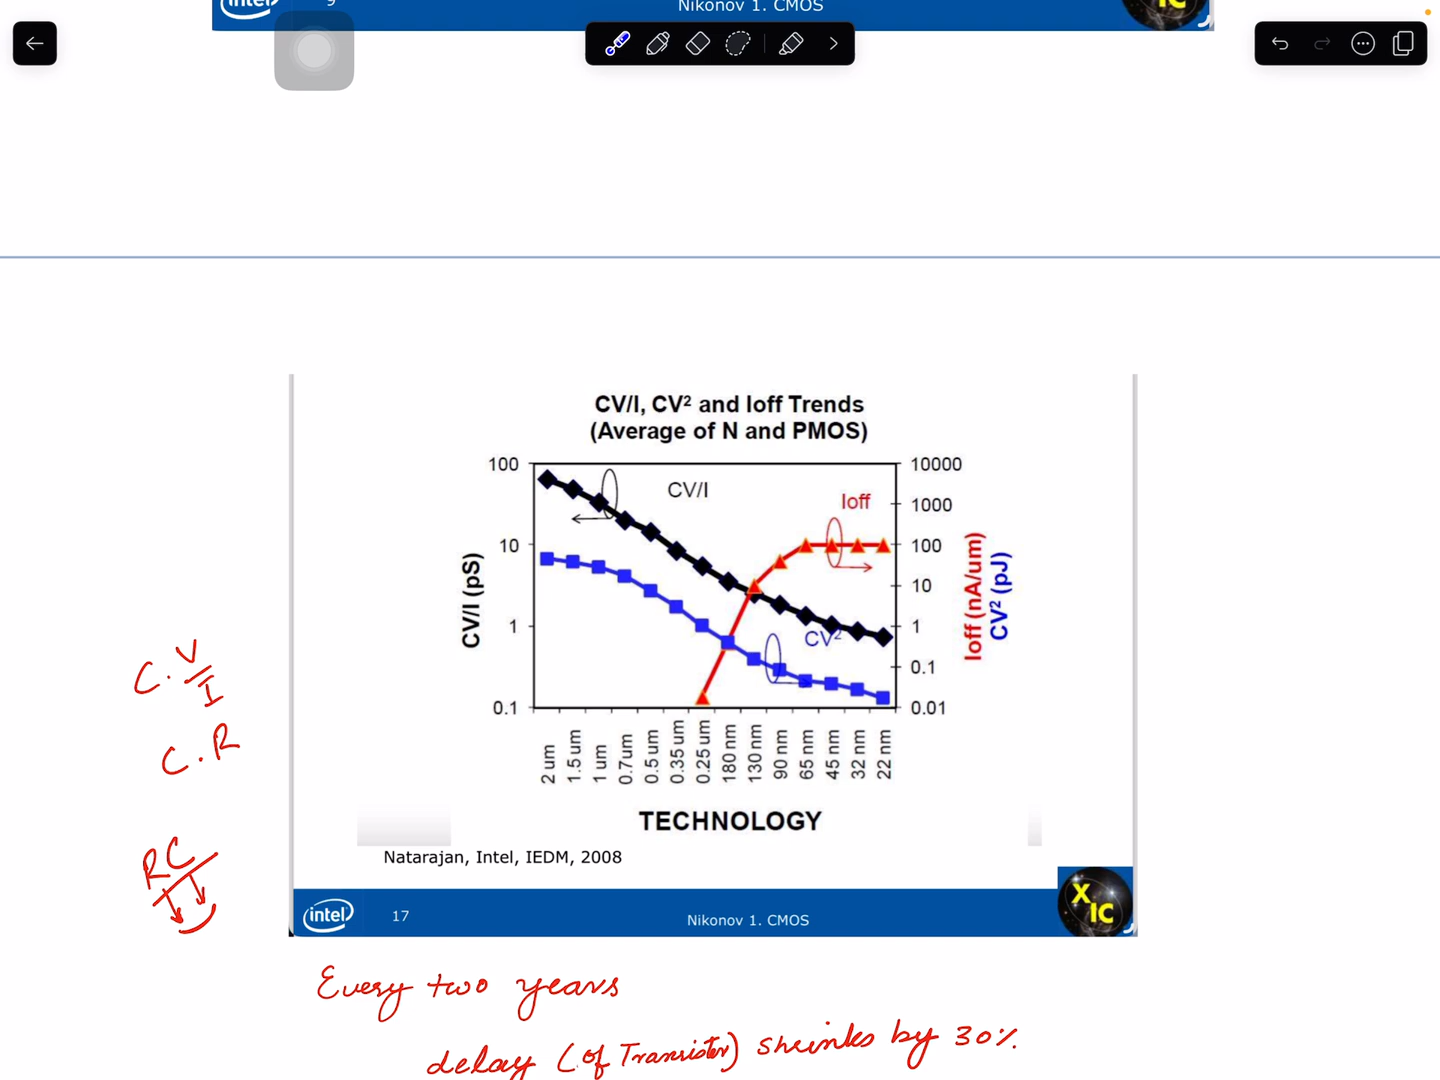 intel 9 Nikonov 1. CMOS IC
CV/I, CV² and Ioff Trends
(Average of N and PMOS)
100
10
1
0.1
CV/I (pS)
CV/I
Ioff
CV²
10000
1000
100
10
1
0.1
0.01
Ioff (nA/um)
CV² (pJ)
2 um
1.5 um
1 um
0.7um
0.5 um
0.35 um
0.25 um
180 nm
130 nm
90 nm
65 nm
45 nm
32 nm
22 nm
TECHNOLOGY
Natarajan, Intel, IEDM, 2008
intel 17 Nikonov 1. CMOS X IC
C. V/I
C. R
RC
Every two years
delay (of Transistor) shrinks by 30%.